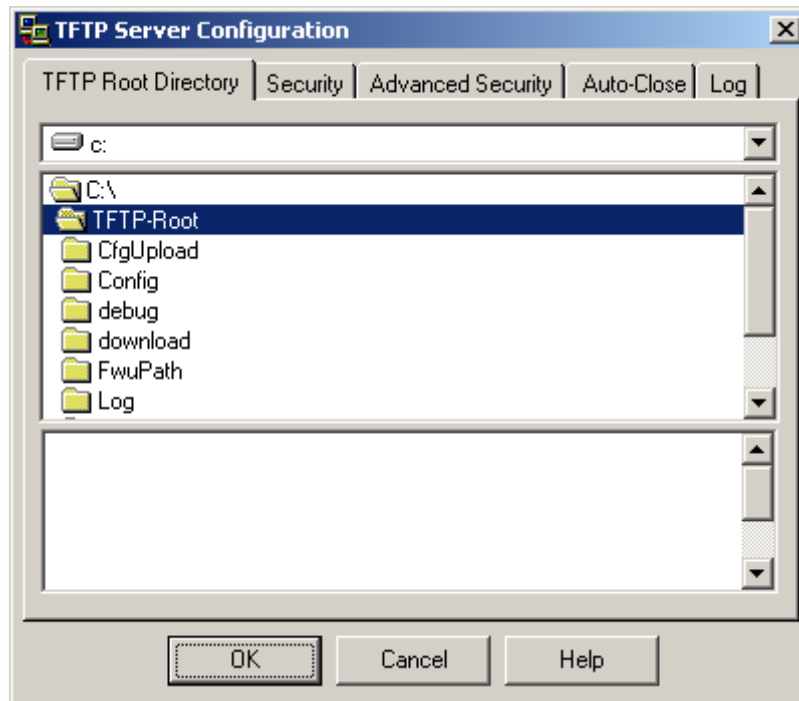 TFTP Server Configuration
TFTP Root Directory Security Advanced Security Auto-Close Log
c:
C:\
TFTP-Root
CfgUpload
Config
debug
download
FwuPath
Log
OK Cancel Help